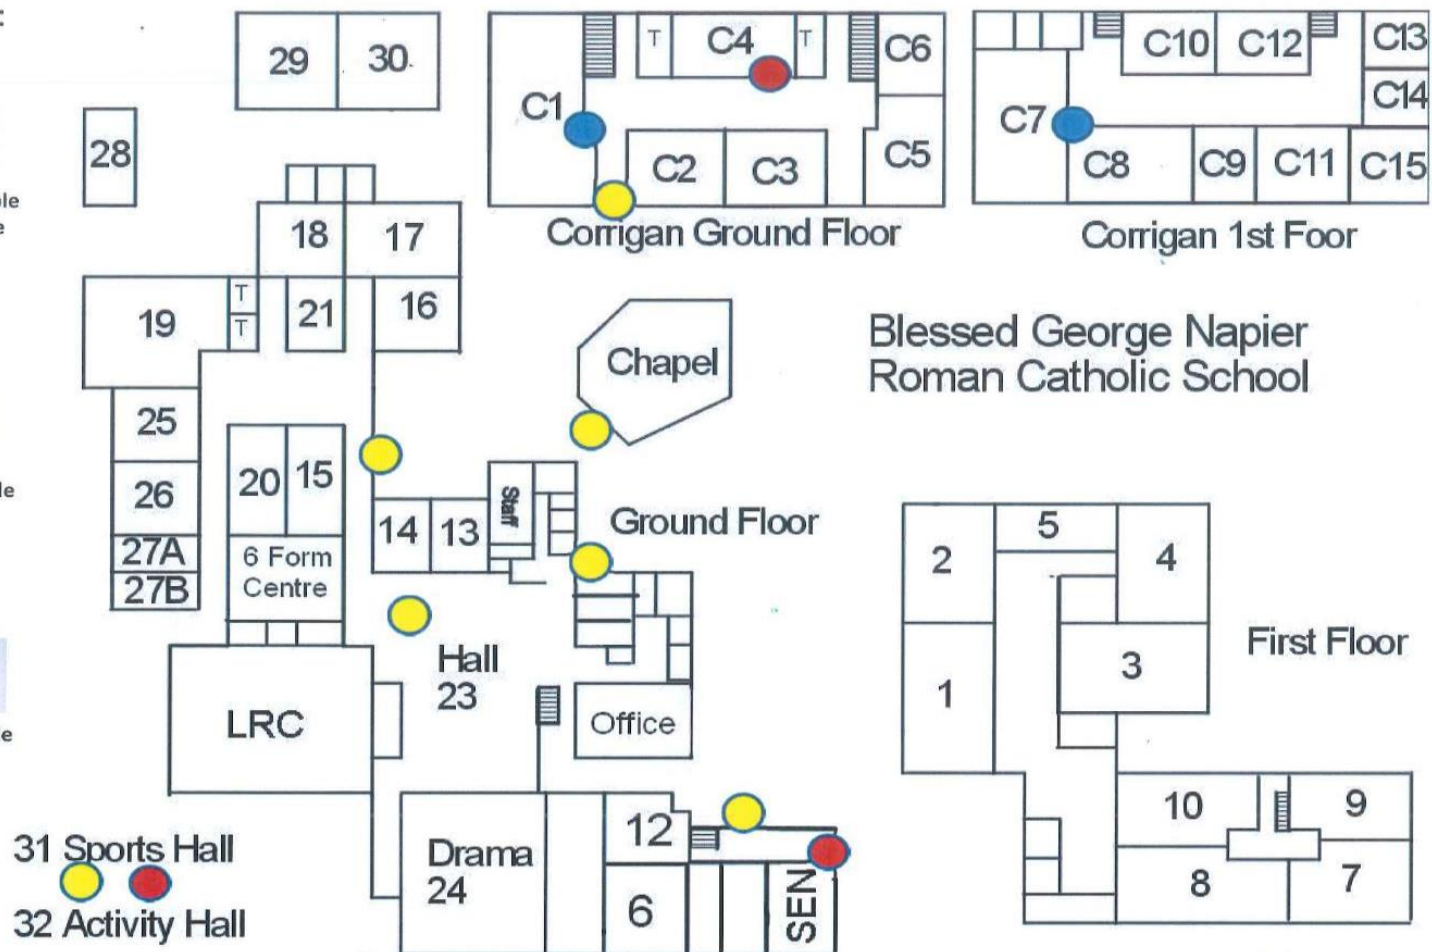 29
30
28
18
17
T
T
19
21
16
25
26
27A
27B
20
15
6 Form
Centre
14
13
Staff
LRC
Hall
23
Office
Drama
24
12
6
SEN
31 Sports Hall
32 Activity Hall
C1
T
C4
T
C6
C2
C3
C5
Corrigan Ground Floor
C7
C10
C12
C13
C14
C8
C9
C11
C15
Corrigan 1st Foor
Chapel
Blessed George Napier
Roman Catholic School
Ground Floor
2
5
4
1
3
First Floor
10
9
8
7